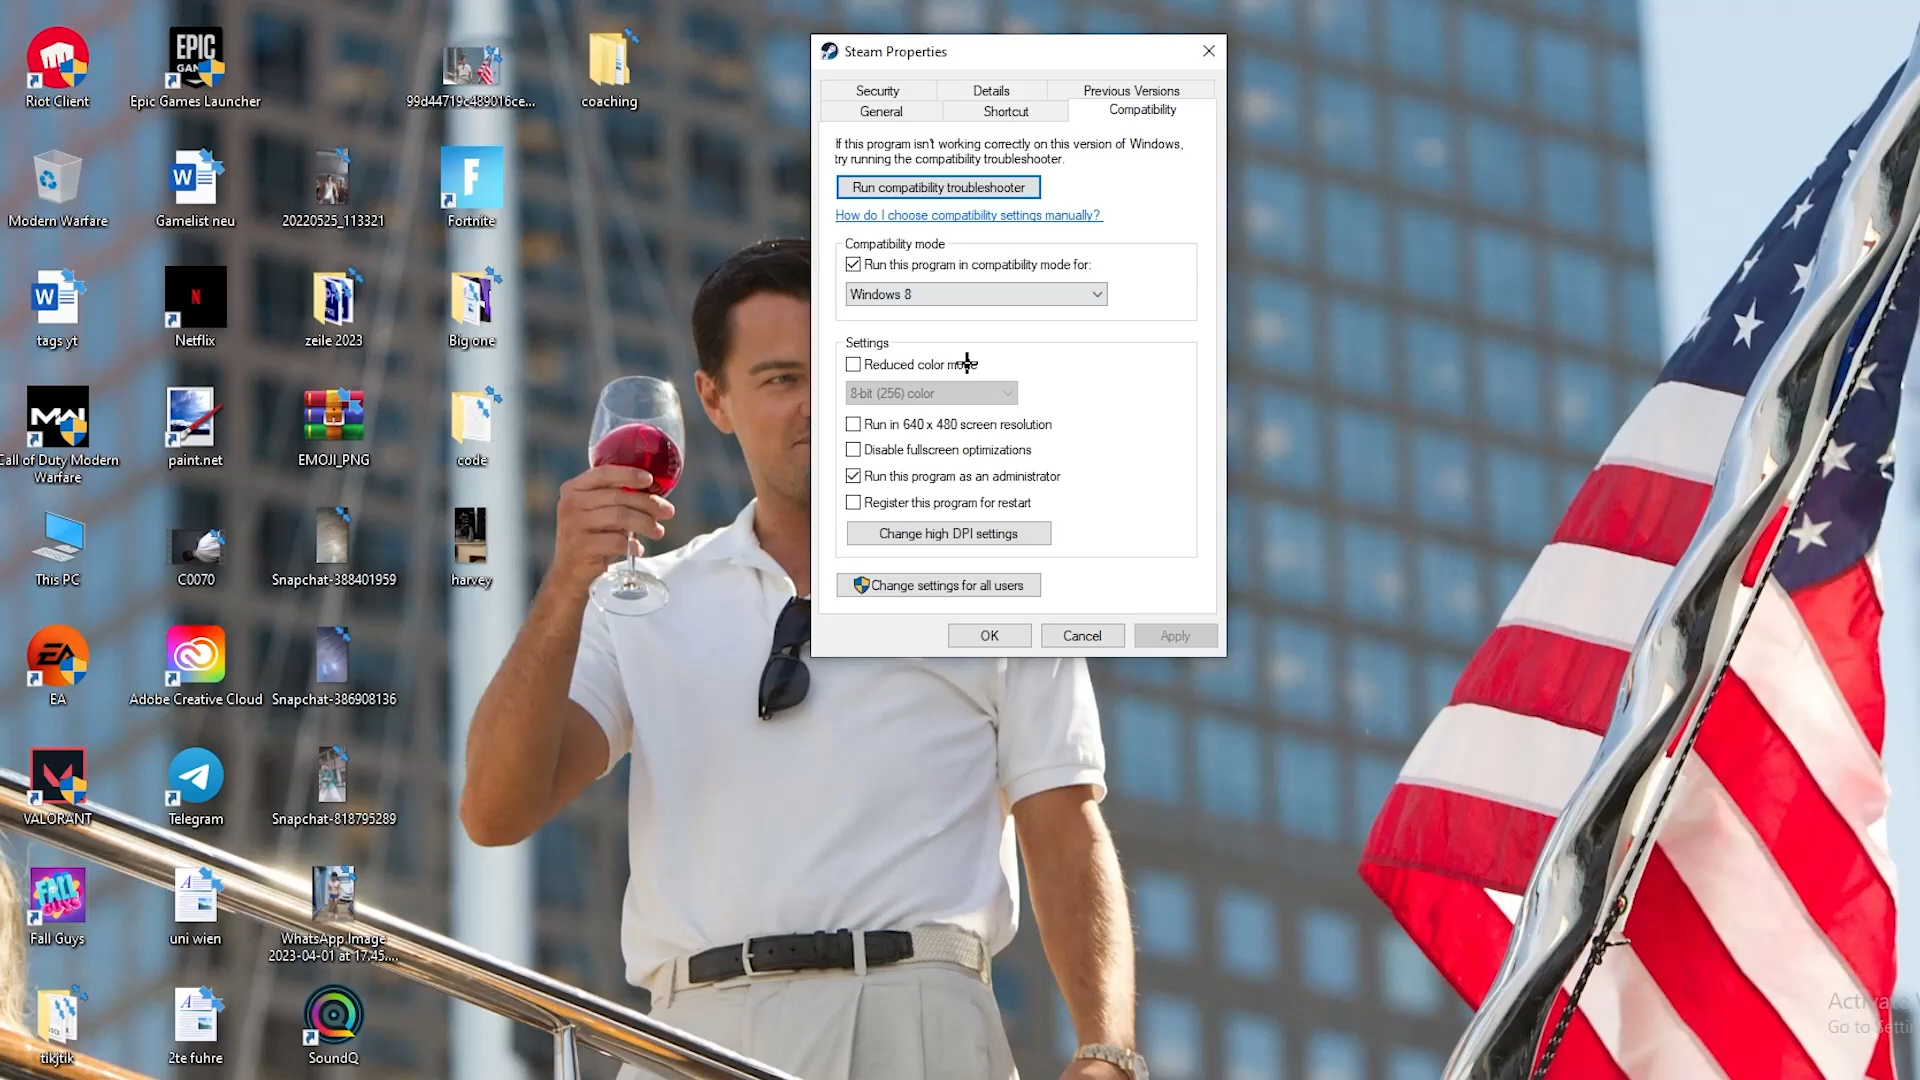 Riot Client
EPIC
GAMES
Epic Games Launcher
99d44719c489016ce...
coaching
Modern Warfare
Gamelist neu
20220525_113321
Fortnite
tags yt
Netflix
zeile 2023
Big one
Call of Duty Modern
Warfare
paint.net
EMOJI_PNG
code
This PC
C0070
Snapchat-388401959
harvey
EA
Adobe Creative Cloud
Snapchat-386908136
VALORANT
Telegram
Snapchat-818795289
Fall Guys
uni wien
WhatsApp Image
2023-04-01 at 17.45....
tikjtik
2te fuhre
SoundQ
Steam Properties
Security
Details
Previous Versions
General
Shortcut
Compatibility
If this program isn't working correctly on this version of Windows,
try running the compatibility troubleshooter.
Run compatibility troubleshooter
How do I choose compatibility settings manually?
Compatibility mode
Run this program in compatibility mode for:
Windows 8
Settings
Reduced color mode
8-bit (256) color
Run in 640 x 480 screen resolution
Disable fullscreen optimizations
Run this program as an administrator
Register this program for restart
Change high DPI settings
Change settings for all users
OK
Cancel
Apply
Activate
Go to Setti